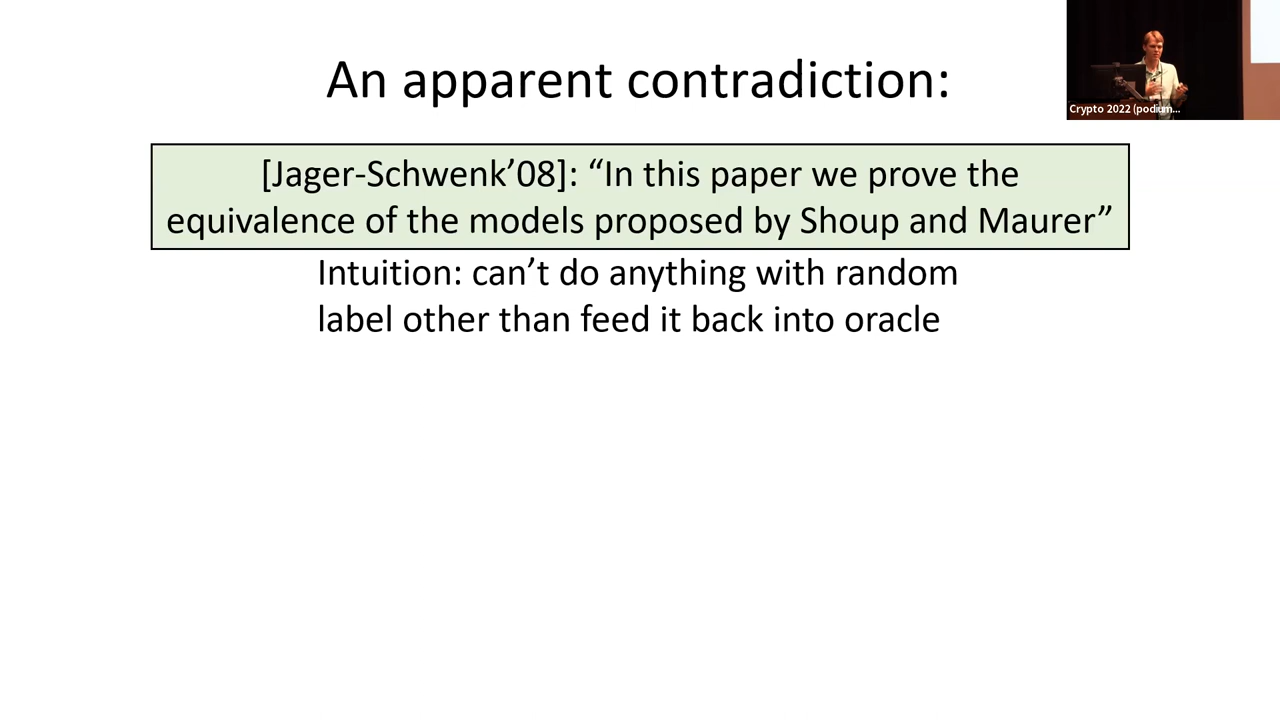 An apparent contradiction:
[Jager-Schwenk’08]: “In this paper we prove the
equivalence of the models proposed by Shoup and Maurer”
Intuition: can’t do anything with random
label other than feed it back into oracle
Crypto 2022 (podium...